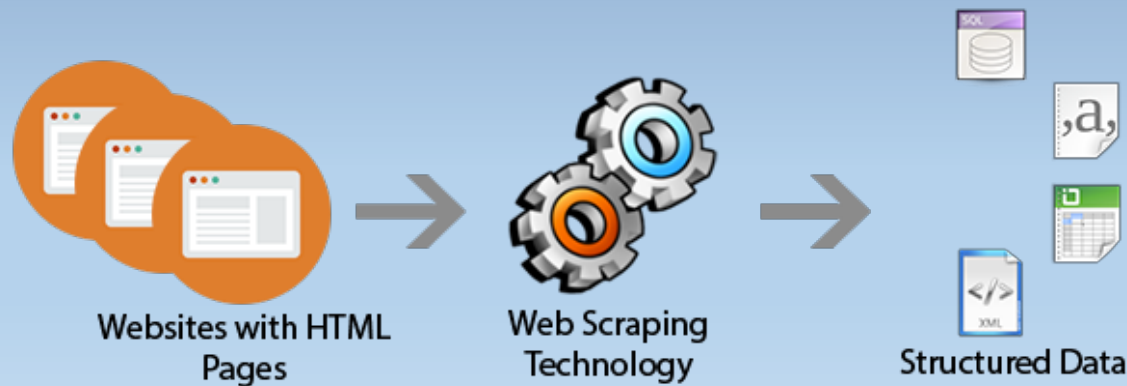 SQL
,a,
</>
XML
Websites with HTML
Pages
Web Scraping
Technology
Structured Data